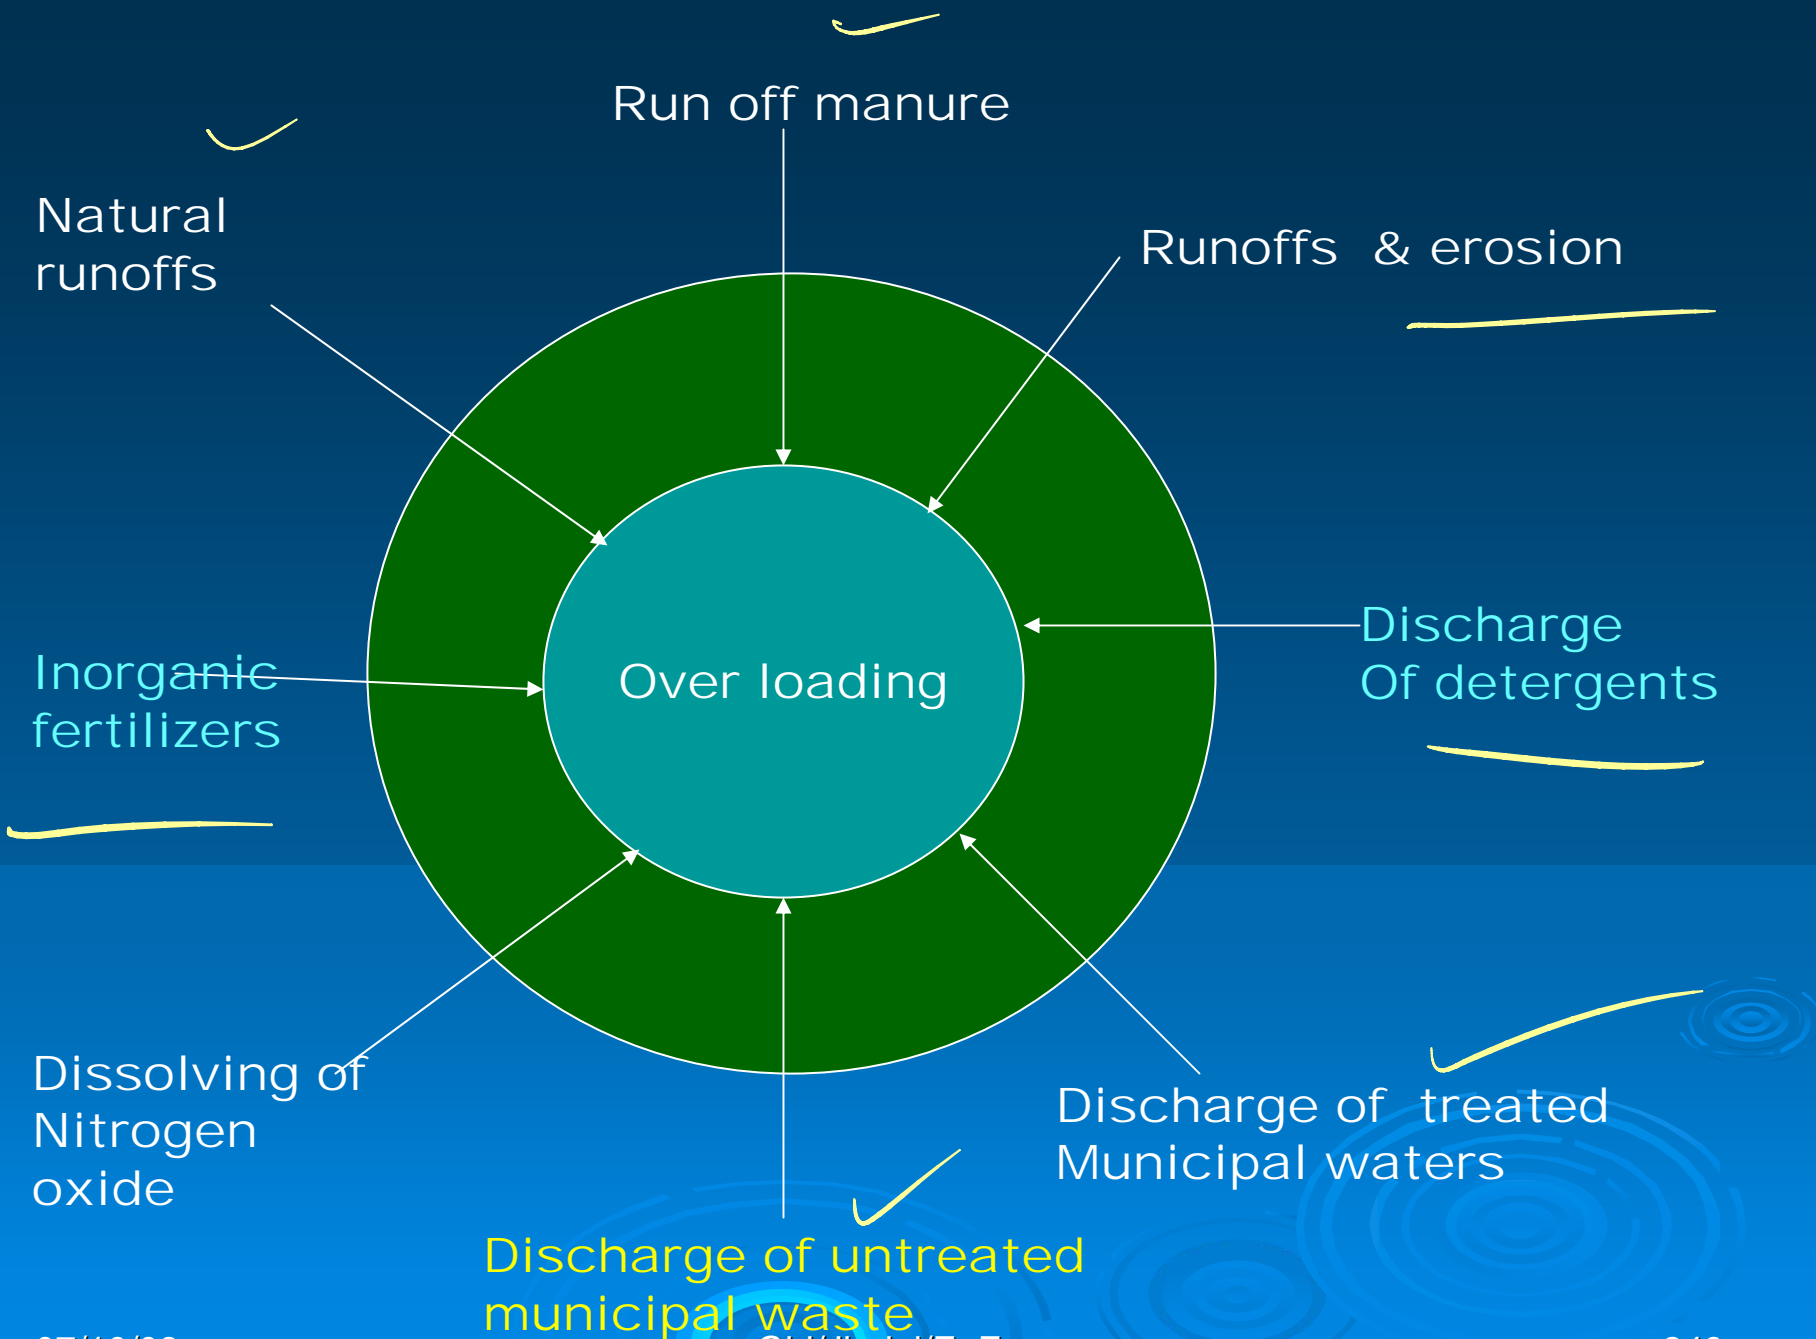 Run off manure
Natural
runoffs
Runoffs & erosion
Discharge
Of detergents
Inorganic
fertilizers
Over loading
Dissolving of
Nitrogen
oxide
Discharge of treated
Municipal waters
Discharge of untreated
municipal waste